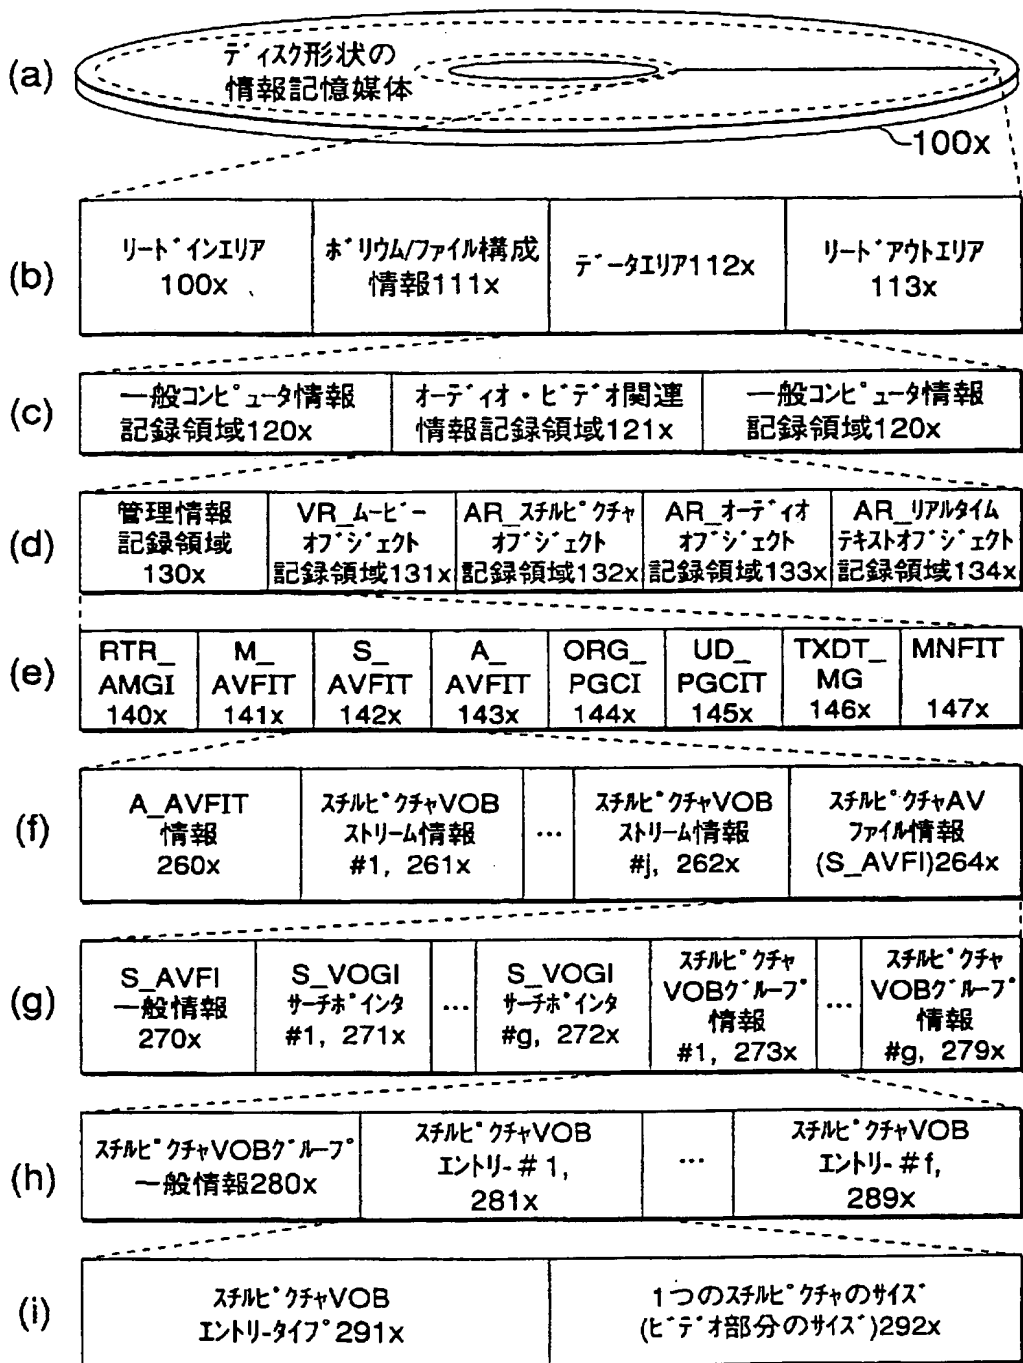 (a)
ディスク形状の
情報記憶媒体
100x
(b)
リードインエリア
100x
ボリウム/ファイル構成
情報111x
データエリア112x
リードアウトエリア
113x
(c)
一般コンピュータ情報
記録領域120x
オーディオ・ビデオ関連
情報記録領域121x
一般コンピュータ情報
記録領域120x
(d)
管理情報
記録領域
130x
VR_ムービー
オブジェクト
記録領域131x
AR_スチルピクチャ
オブジェクト
記録領域132x
AR_オーディオ
オブジェクト
記録領域133x
AR_リアルタイム
テキストオブジェクト
記録領域134x
(e)
RTR_
AMGI
140x
M_
AVFIT
141x
S_
AVFIT
142x
A_
AVFIT
143x
ORG_
PGCI
144x
UD_
PGCIT
145x
TXDT_
MG
146x
MNFIT
147x
(f)
A_AVFIT
情報
260x
スチルピクチャVOB
ストリーム情報
#1, 261x
...
スチルピクチャVOB
ストリーム情報
#j, 262x
スチルピクチャAV
ファイル情報
(S_AVFI)264x
(g)
S_AVFI
一般情報
270x
S_VOGI
サーチポインタ
#1, 271x
...
S_VOGI
サーチポインタ
#g, 272x
スチルピクチャ
VOBグループ
情報
#1, 273x
...
スチルピクチャ
VOBグループ
情報
#g, 279x
(h)
スチルピクチャVOBグループ
一般情報280x
スチルピクチャVOB
エントリー#1,
281x
...
スチルピクチャVOB
エントリー#f,
289x
(i)
スチルピクチャVOB
エントリータイプ291x
1つのスチルピクチャのサイズ
(ビデオ部分のサイズ)292x